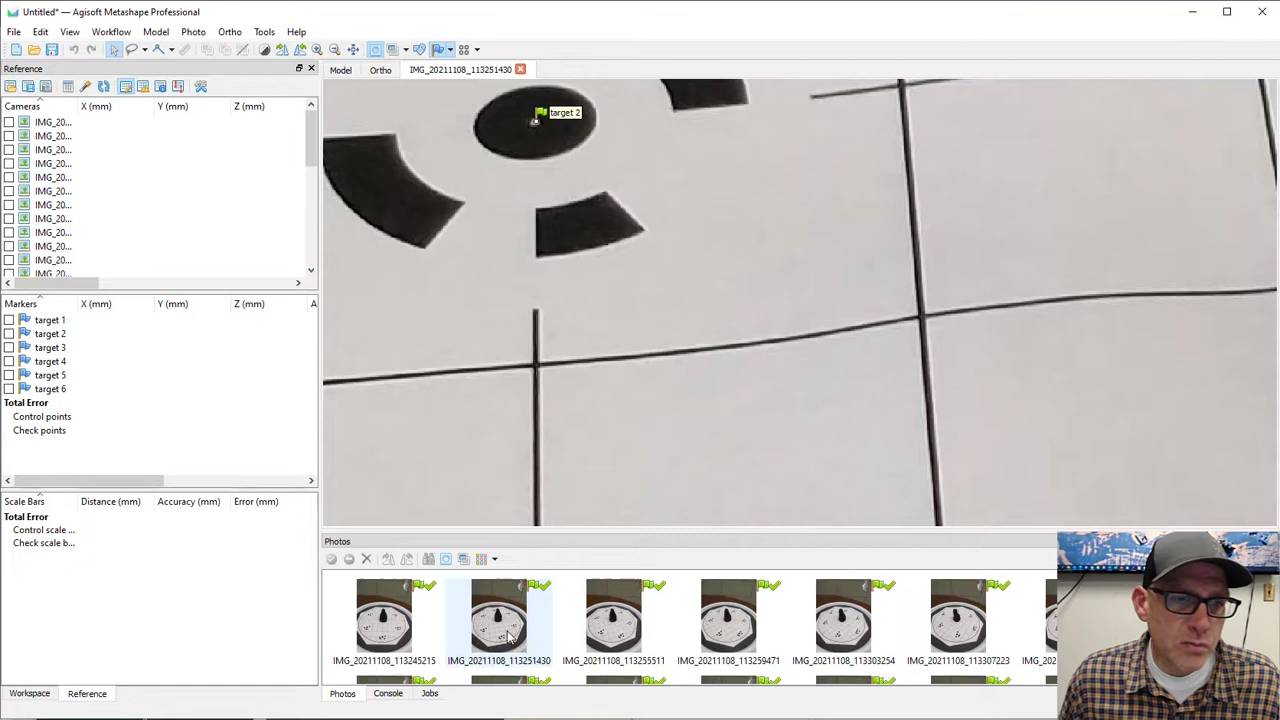 Untitled* — Agisoft Metashape Professional
File Edit View Workflow Model Photo Ortho Tools Help
Reference
Model Ortho IMG_20211108_113251430
Cameras X (mm) Y (mm) Z (mm)
IMG_20...
IMG_20...
IMG_20...
IMG_20...
IMG_20...
IMG_20...
IMG_20...
IMG_20...
IMG_20...
IMG_20...
IMG_20...
IMG_20...
target 2
Markers X (mm) Y (mm) Z (mm) A
target 1
target 2
target 3
target 4
target 5
target 6
Total Error
Control points
Check points
Scale Bars Distance (mm) Accuracy (mm) Error (mm)
Total Error
Control scale ...
Check scale b...
Photos
IMG_20211108_113245215 IMG_20211108_113251430 IMG_20211108_113255511 IMG_20211108_113259471 IMG_20211108_113303254 IMG_20211108_113307223
Workspace Reference
Photos Console Jobs